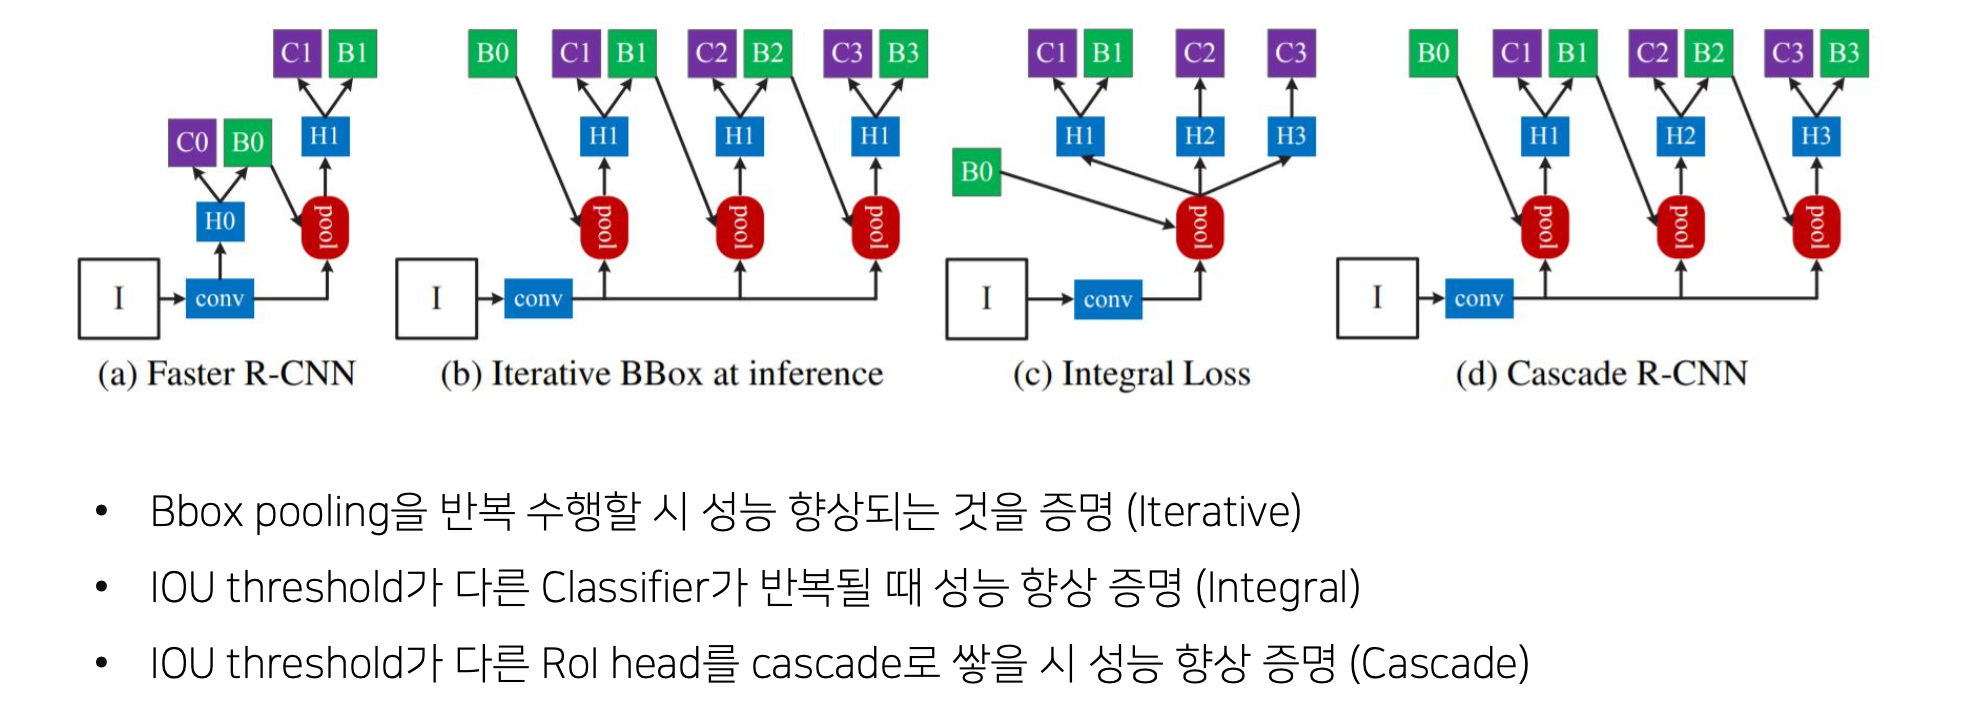 C1 B1 B0 C1 B1 C2 B2 C3 B3 C1 B1 C2 C3 B0 C1 B1 C2 B2 C3 B3
C0 B0 H1 H1 H1 H1 H1 H2 H3 H1 H2 H3
B0
H0 pool pool pool pool pool pool pool pool
I conv I conv I conv I conv
(a) Faster R-CNN (b) Iterative BBox at inference (c) Integral Loss (d) Cascade R-CNN
• Bbox pooling을 반복 수행할 시 성능 향상되는 것을 증명 (Iterative)
• IOU threshold가 다른 Classifier가 반복될 때 성능 향상 증명 (Integral)
• IOU threshold가 다른 RoI head를 cascade로 쌓을 시 성능 향상 증명 (Cascade)